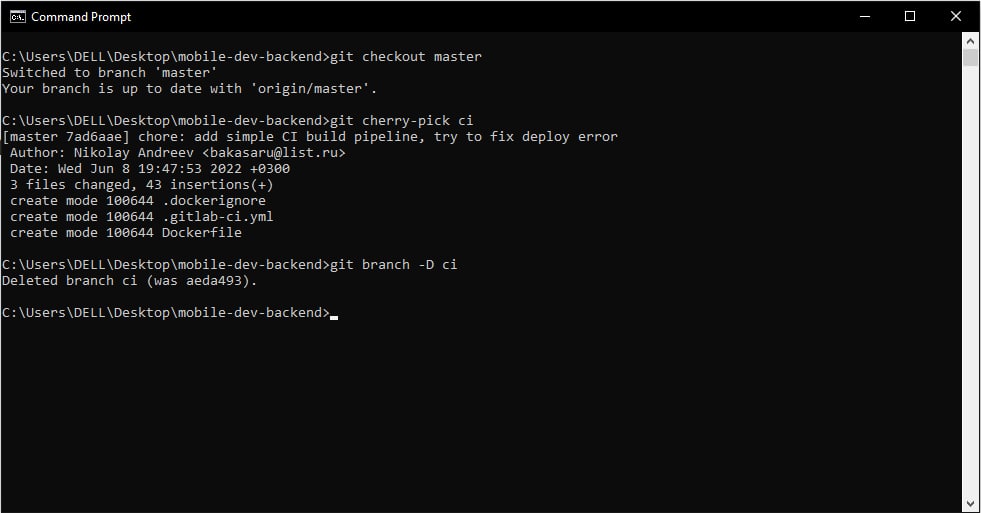 Command Prompt
C:\Users\DELL\Desktop\mobile-dev-backend>git checkout master
Switched to branch 'master'
Your branch is up to date with 'origin/master'.
C:\Users\DELL\Desktop\mobile-dev-backend>git cherry-pick ci
[master 7ad6aae] chore: add simple CI build pipeline, try to fix deploy error
Author: Nikolay Andreev <bakasaru@list.ru>
Date: Wed Jun 8 19:47:53 2022 +0300
3 files changed, 43 insertions(+)
create mode 100644 .dockerignore
create mode 100644 .gitlab-ci.yml
create mode 100644 Dockerfile
C:\Users\DELL\Desktop\mobile-dev-backend>git branch -D ci
Deleted branch ci (was aeda493).
C:\Users\DELL\Desktop\mobile-dev-backend>